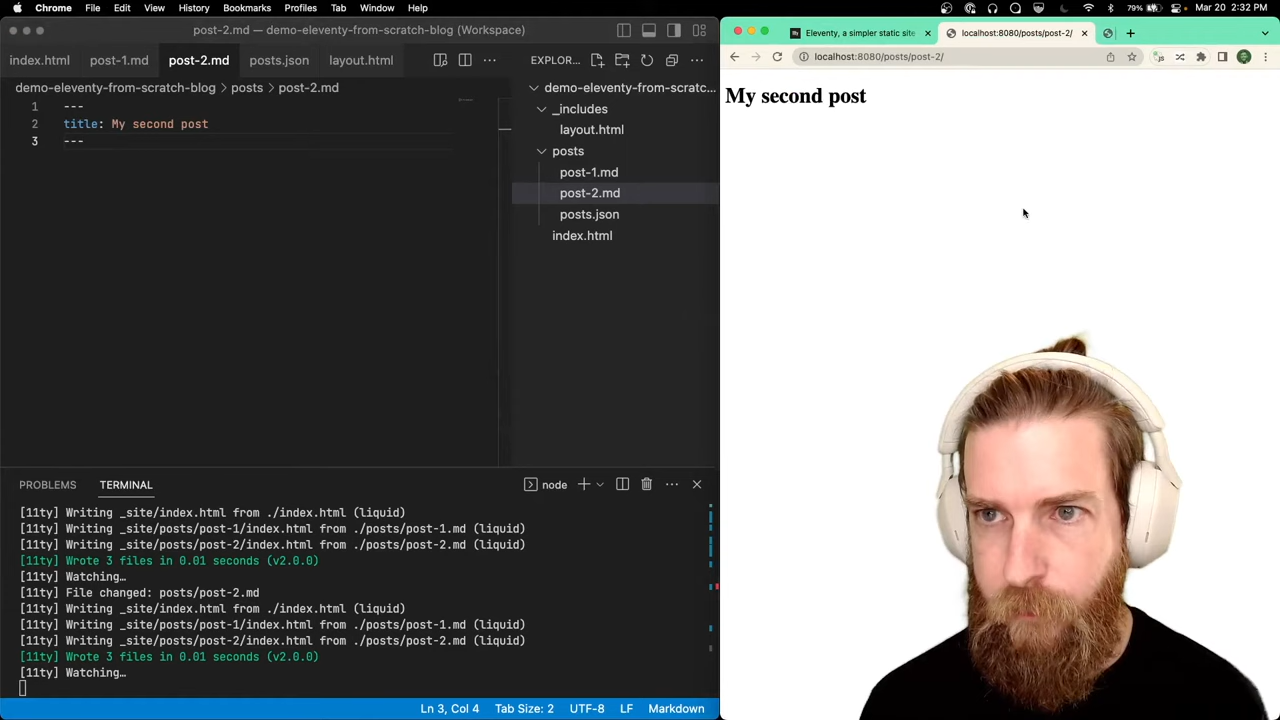 Chrome File Edit View History Bookmarks Profiles Tab Window Help
79% Mar 20 2:32 PM
post-2.md — demo-eleventy-from-scratch-blog (Workspace)
index.html post-1.md post-2.md posts.json layout.html
demo-eleventy-from-scratch-blog > posts > post-2.md
1 ---
2 title: My second post
3 ---
EXPLOR...
demo-eleventy-from-scratc...
_includes
layout.html
posts
post-1.md
post-2.md
posts.json
index.html
PROBLEMS TERMINAL
node
[11ty] Writing _site/index.html from ./index.html (liquid)
[11ty] Writing _site/posts/post-1/index.html from ./posts/post-1.md (liquid)
[11ty] Writing _site/posts/post-2/index.html from ./posts/post-2.md (liquid)
[11ty] Wrote 3 files in 0.01 seconds (v2.0.0)
[11ty] Watching…
[11ty] File changed: posts/post-2.md
[11ty] Writing _site/index.html from ./index.html (liquid)
[11ty] Writing _site/posts/post-1/index.html from ./posts/post-1.md (liquid)
[11ty] Writing _site/posts/post-2/index.html from ./posts/post-2.md (liquid)
[11ty] Wrote 3 files in 0.01 seconds (v2.0.0)
[11ty] Watching…
Ln 3, Col 4 Tab Size: 2 UTF-8 LF Markdown
Eleventy, a simpler static site
localhost:8080/posts/post-2/
localhost:8080/posts/post-2/
My second post